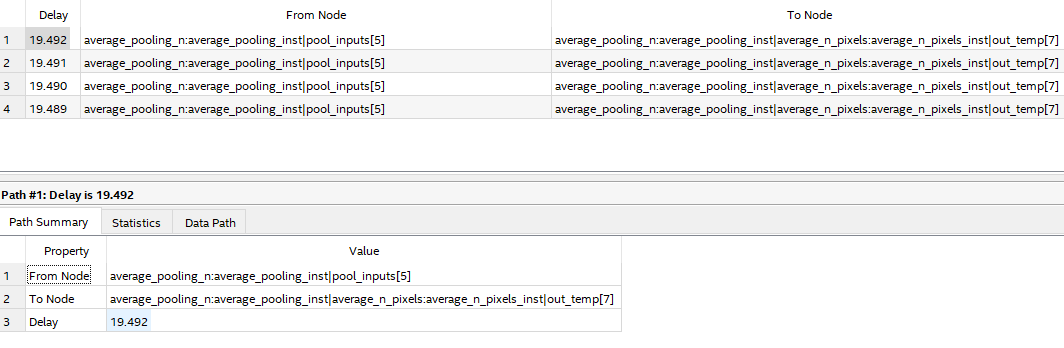 Delay From Node To Node
1 19.492 average_pooling_n:average_pooling_inst|pool_inputs[5] average_pooling_n:average_pooling_inst|average_n_pixels:average_n_pixels_inst|out_temp[7]
2 19.491 average_pooling_n:average_pooling_inst|pool_inputs[5] average_pooling_n:average_pooling_inst|average_n_pixels:average_n_pixels_inst|out_temp[7]
3 19.490 average_pooling_n:average_pooling_inst|pool_inputs[5] average_pooling_n:average_pooling_inst|average_n_pixels:average_n_pixels_inst|out_temp[7]
4 19.489 average_pooling_n:average_pooling_inst|pool_inputs[5] average_pooling_n:average_pooling_inst|average_n_pixels:average_n_pixels_inst|out_temp[7]
Path #1: Delay is 19.492
Path Summary Statistics Data Path
Property Value
1 From Node average_pooling_n:average_pooling_inst|pool_inputs[5]
2 To Node average_pooling_n:average_pooling_inst|average_n_pixels:average_n_pixels_inst|out_temp[7]
3 Delay 19.492